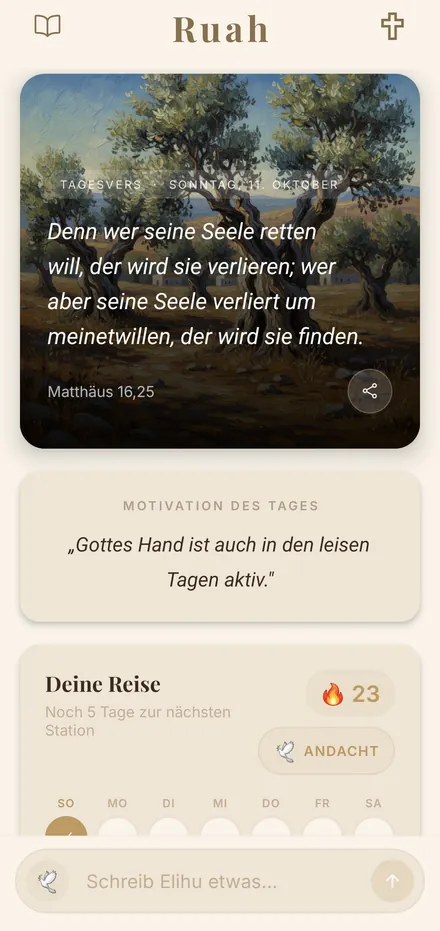 Ruah
TAGESVERS · SONNTAG, 11. OKTOBER
Denn wer seine Seele retten
will, der wird sie verlieren; wer
aber seine Seele verliert um
meinetwillen, der wird sie finden.
Matthäus 16,25
MOTIVATION DES TAGES
„Gottes Hand ist auch in den leisen
Tagen aktiv."
Deine Reise
23
Noch 5 Tage zur nächsten
Station
ANDACHT
SO MO DI MI DO FR SA
Schreib Elihu etwas...